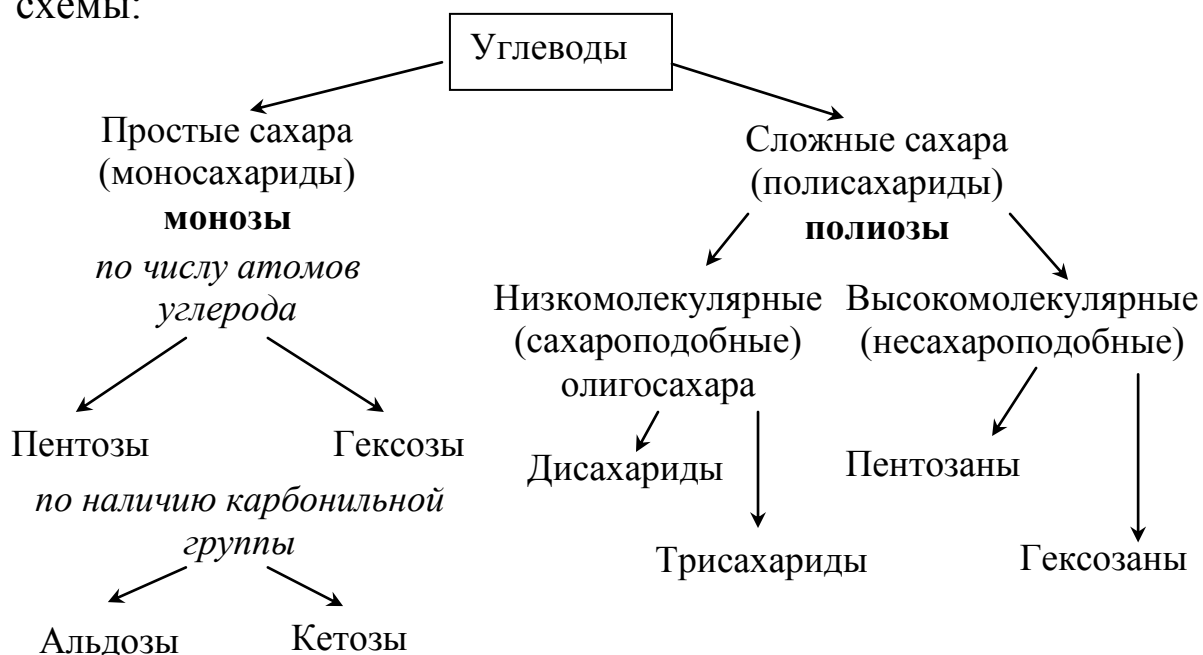 схемы:
Углеводы
Простые сахара
(моносахариды)
монозы
по числу атомов
углерода
Пентозы
Гексозы
по наличию карбонильной
группы
Альдозы
Кетозы
Сложные сахара
(полисахариды)
полиозы
Низкомолекулярные
(сахароподобные)
олигосахара
Дисахариды
Трисахариды
Высокомолекулярные
(несахароподобные)
Пентозаны
Гексозаны